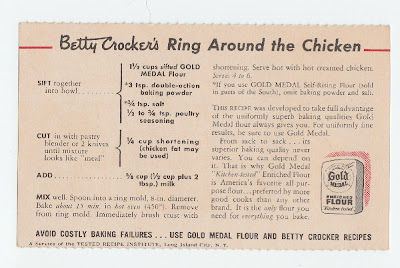 Betty Crocker's Ring Around the Chicken
SIFT together
into bowl
1½ cups sifted GOLD
MEDAL Flour
*3 tsp. double-action
baking powder
*¾ tsp. salt
½ to ¾ tsp. poultry
seasoning
CUT in with pastry
blender or 2 knives
until mixture
looks like "meal"
¼ cup shortening
(chicken fat may
be used)
ADD
⅝ cup (½ cup plus 2
tbsp.) milk
MIX well. Spoon into a ring mold, 8-in. diameter.
Bake about 15 min. in hot oven (450°). Remove
from ring mold. Immediately brush crust with
shortening. Serve hot with hot creamed chicken.
Serves 4 to 6.
*If you use GOLD MEDAL Self-Rising Flour (sold
in parts of the South), omit baking powder and salt.
THIS RECIPE was developed to take full advantage
of the uniformly superb baking qualities Gold
Medal flour always gives you. For uniformly fine
results, be sure to use Gold Medal.
From sack to sack . . . its
superior baking quality never
varies. You can depend on
it. That is why Gold Medal
"Kitchen-tested" Enriched Flour
is America's favorite all pur-
pose flour . . . preferred by more
good cooks than any other
brand. It is the only flour you
need for everything you bake.
Gold
MEDAL
ENRICHED
FLOUR
Kitchen-tested
AVOID COSTLY BAKING FAILURES . . . USE GOLD MEDAL FLOUR AND BETTY CROCKER RECIPES
A Service of the TESTED RECIPE INSTITUTE, Long Island City, N. Y.